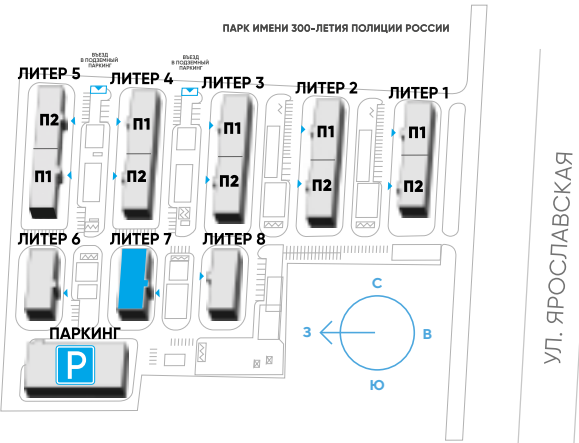 ПАРК ИМЕНИ 300-ЛЕТИЯ ПОЛИЦИИ РОССИИ
ВЪЕЗД
В ПОДЗЕМНЫЙ
ПАРКИНГ
ВЪЕЗД
В ПОДЗЕМНЫЙ
ПАРКИНГ
ЛИТЕР 5
ЛИТЕР 4
ЛИТЕР 3
ЛИТЕР 2
ЛИТЕР 1
П2
П1
П1
П1
П1
П1
П2
П2
П2
П2
ЛИТЕР 6
ЛИТЕР 7
ЛИТЕР 8
ПАРКИНГ
P
С
З
В
Ю
УЛ. ЯРОСЛАВСКАЯ